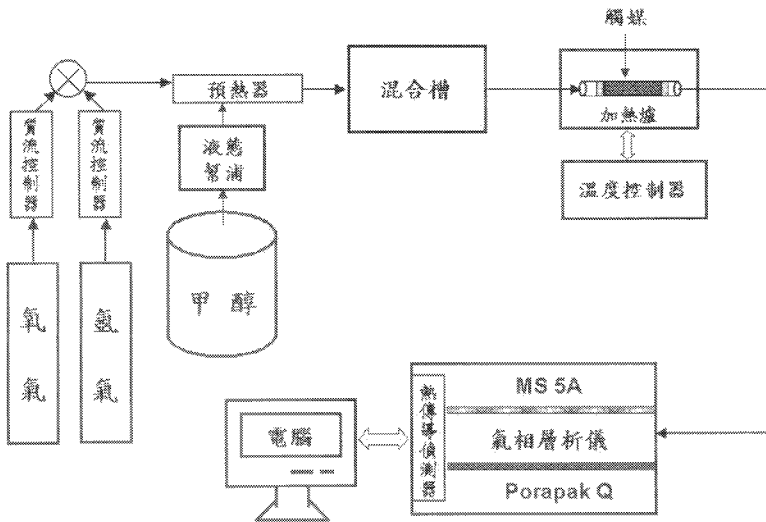 觸媒
預熱器
混合槽
加熱爐
質流控制器
質流控制器
液態
幫浦
溫度控制器
甲醇
氧氣
氬氣
電腦
熱傳導偵測器
MS 5A
氣相層析儀
Porapak Q